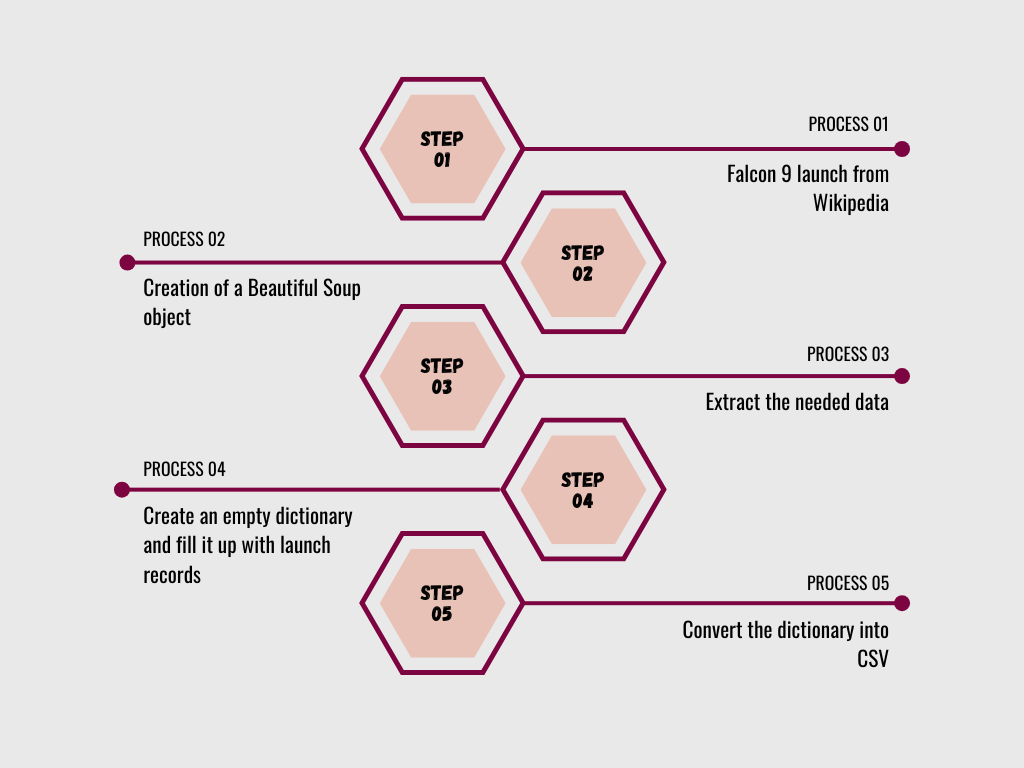 STEP
01
PROCESS 01
Falcon 9 launch from
Wikipedia
PROCESS 02
Creation of a Beautiful Soup
object
STEP
02
STEP
03
PROCESS 03
Extract the needed data
PROCESS 04
Create an empty dictionary
and fill it up with launch
records
STEP
04
STEP
05
PROCESS 05
Convert the dictionary into
CSV